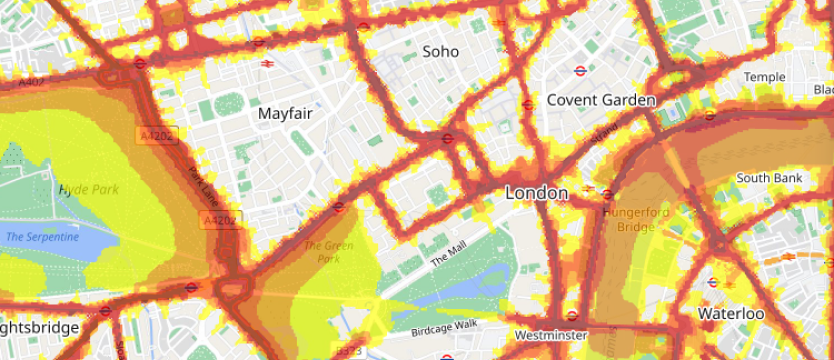 Soho
A402
Temple
Covent Garden
Mayfair
A4202
Strand
Park Lane
Hyde Park
South Bank
London
A4202
Hungerford
Bridge
The Serpentine
The Green
Park
The Mall
Waterloo
ghtsbridge
Birdcage Walk
Westminster
B323